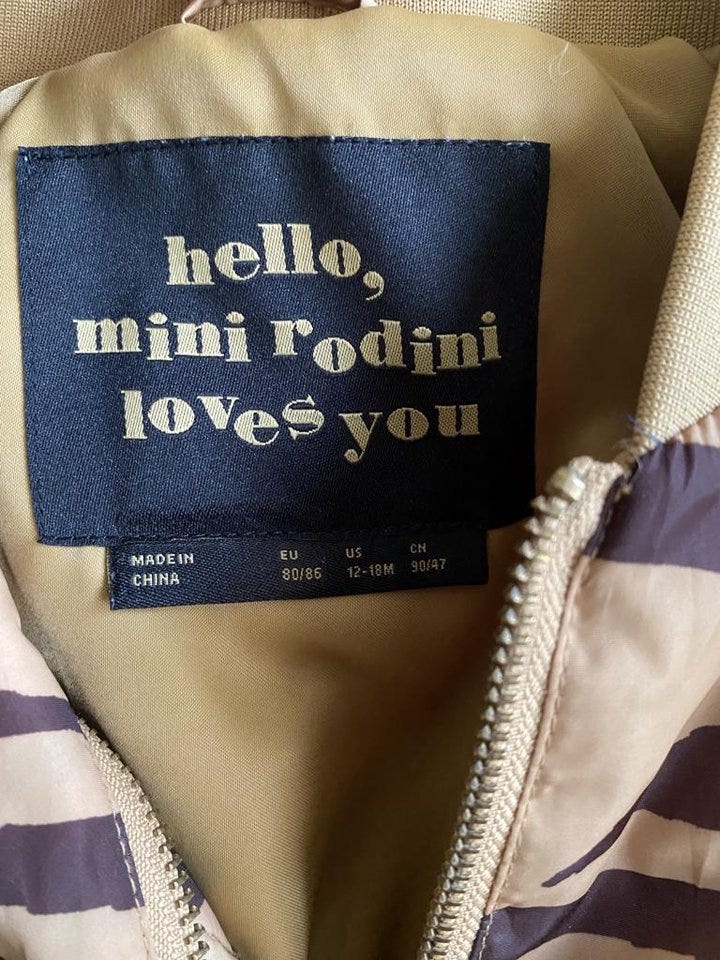 hello,
mini rodini
loves you
MADE IN CHINA
EU 80/86
US 12-18M
CN 90/47